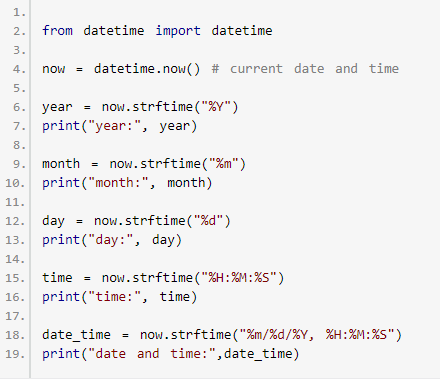 1.
2. from datetime import datetime
3.
4. now = datetime.now() # current date and time
5.
6. year = now.strftime("%Y")
7. print("year:", year)
8.
9. month = now.strftime("%m")
10. print("month:", month)
11.
12. day = now.strftime("%d")
13. print("day:", day)
14.
15. time = now.strftime("%H:%M:%S")
16. print("time:", time)
17.
18. date_time = now.strftime("%m/%d/%Y, %H:%M:%S")
19. print("date and time:",date_time)